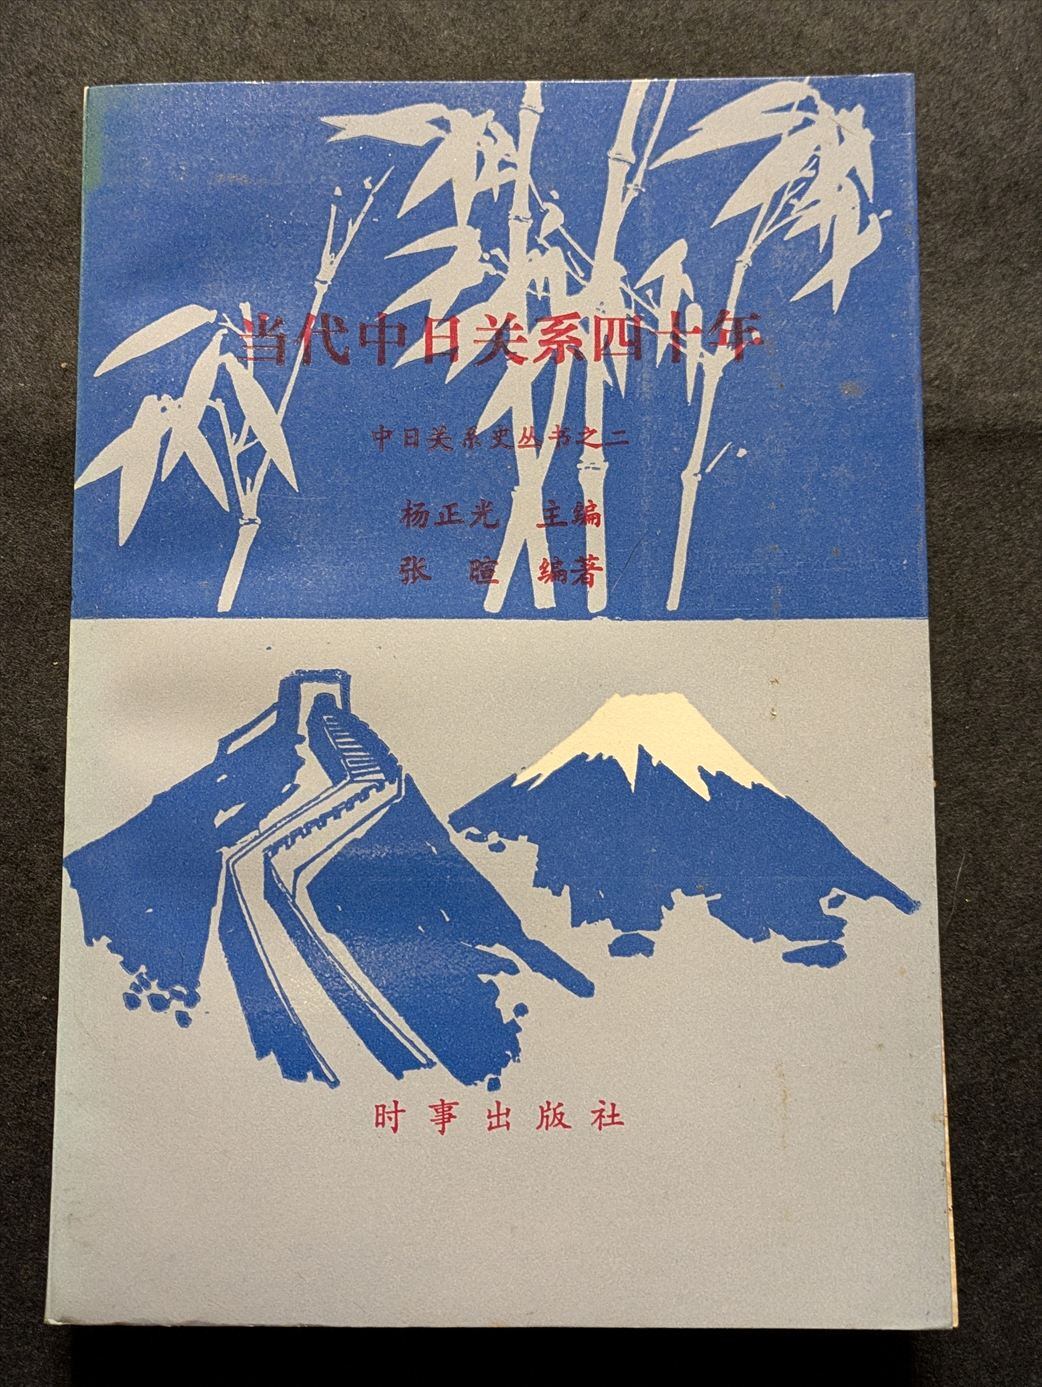 当代中日关系四十年
中日关系史丛书之二
杨正光 主编
张暄 编著
时事出版社